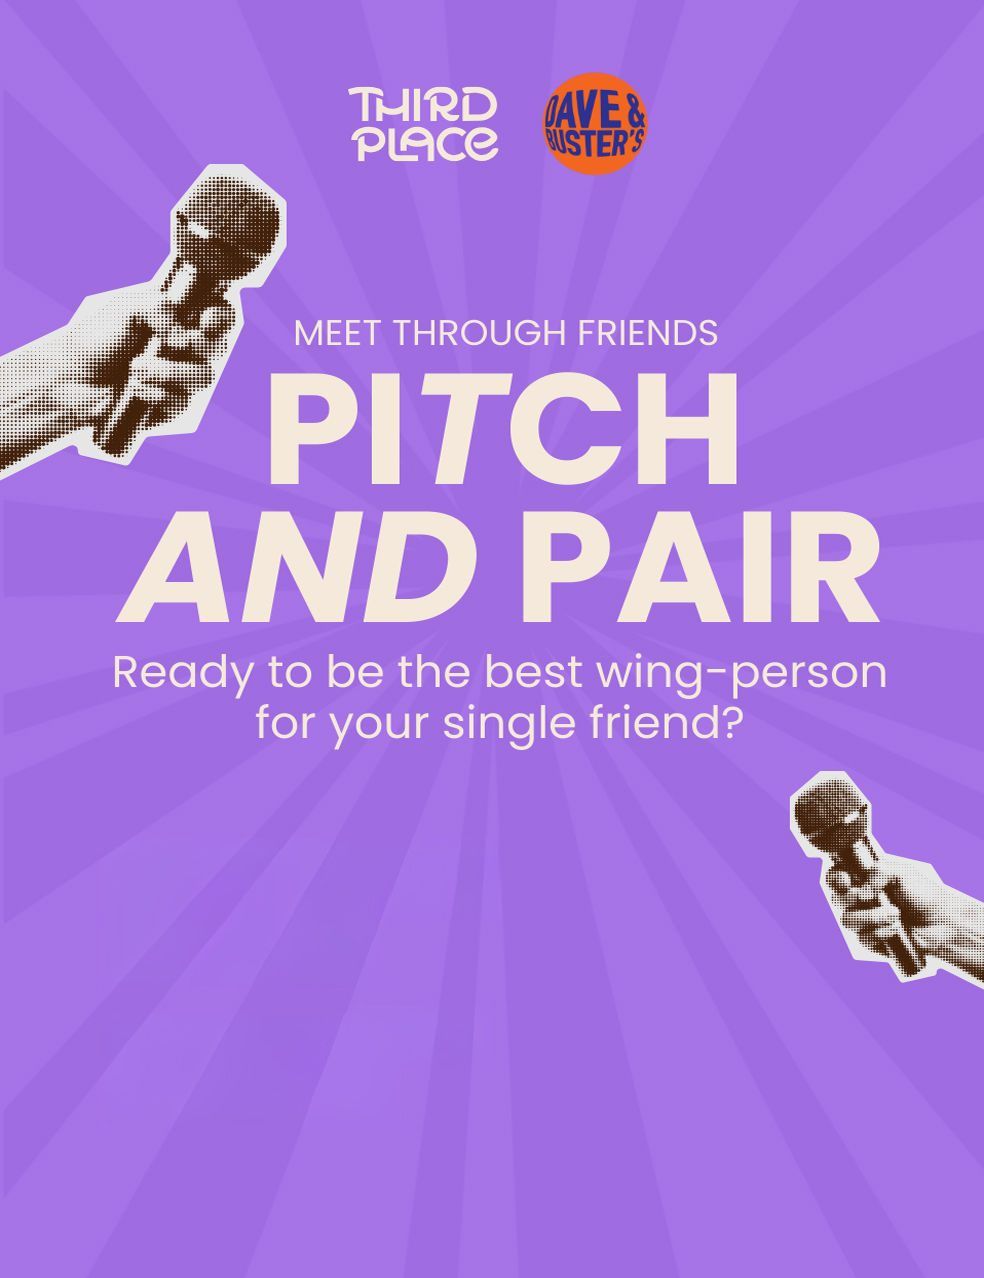 THIRD
PLACE
DAVE &
BUSTER'S
MEET THROUGH FRIENDS
PITCH
AND PAIR
Ready to be the best wing-person
for your single friend?